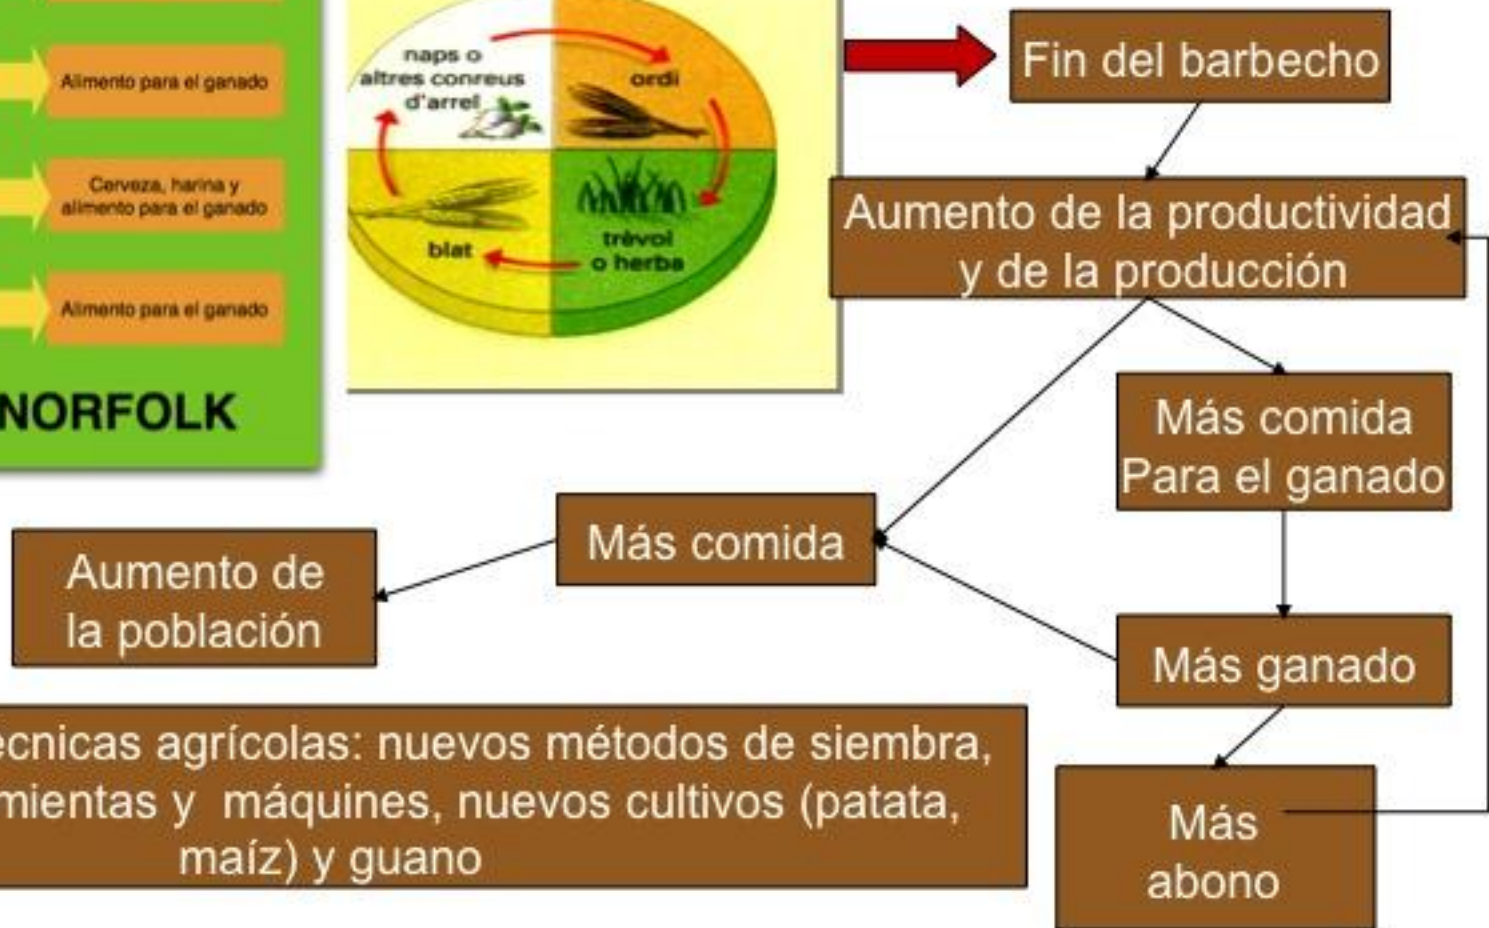 Alimento para el ganado
Cerveza, harina y
alimento para el ganado
Alimento para el ganado
NORFOLK
naps o
altres conreus
d'arrel
ordi
blat
trèvol
o herba
Fin del barbecho
Aumento de la productividad
y de la producción
Más comida
Para el ganado
Más comida
Aumento de
la población
Más ganado
écnicas agrícolas: nuevos métodos de siembra,
mientas y máquines, nuevos cultivos (patata,
maíz) y guano
Más
abono